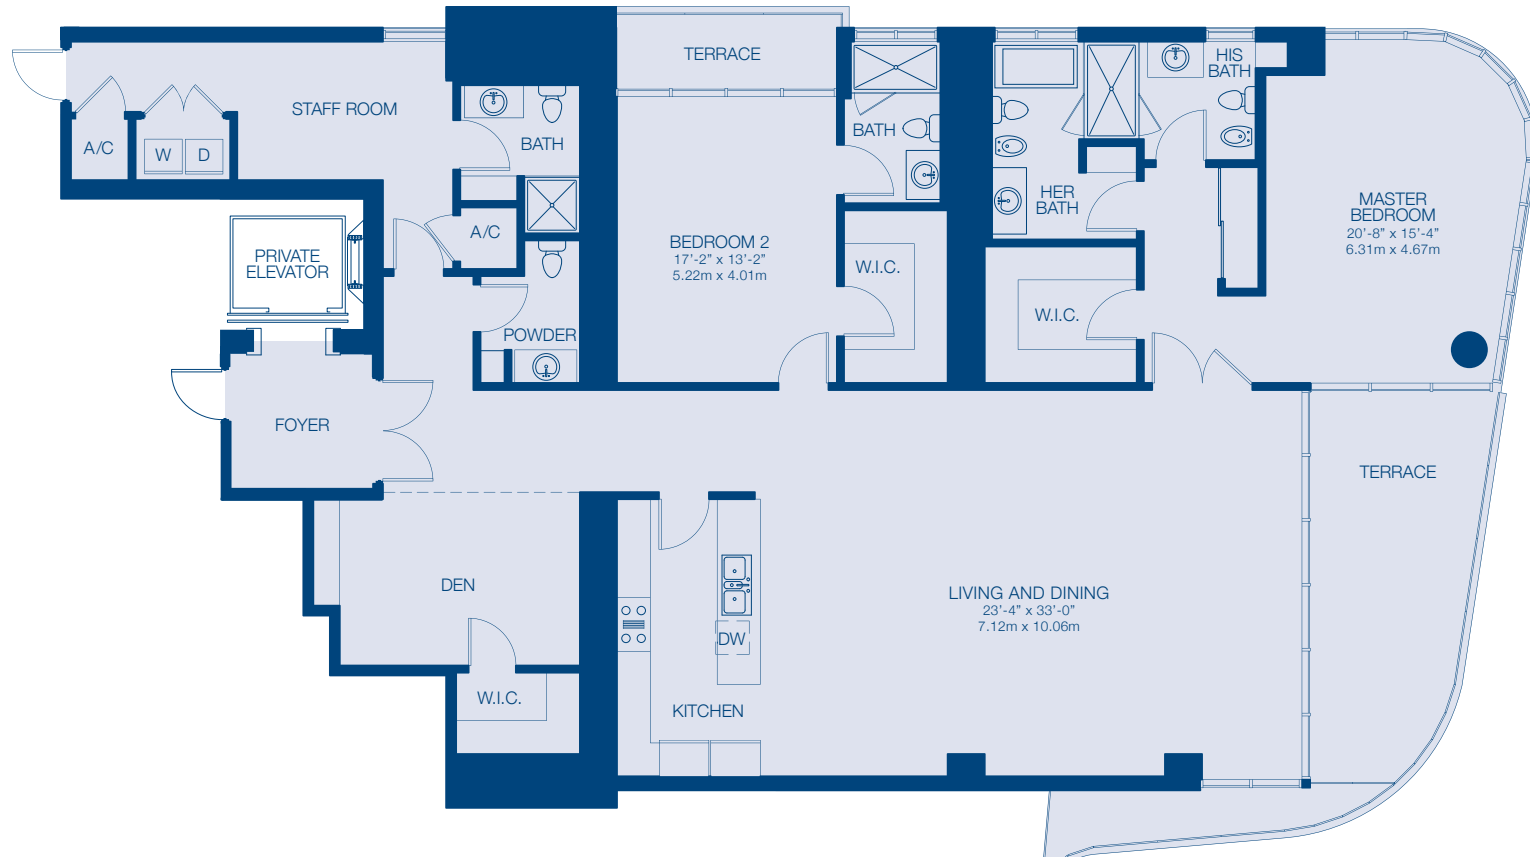 TERRACE
HIS
BATH
STAFF ROOM
BATH
A/C
W
D
BATH
HER
BATH
MASTER
BEDROOM
20'-8” x 15'-4”
6.31m x 4.67m
A/C
BEDROOM 2
17'-2” x 13'-2”
5.22m x 4.01m
PRIVATE
ELEVATOR
W.I.C.
W.I.C.
POWDER
FOYER
TERRACE
DEN
LIVING AND DINING
23'-4” x 33'-0”
7.12m x 10.06m
DW
W.I.C.
KITCHEN